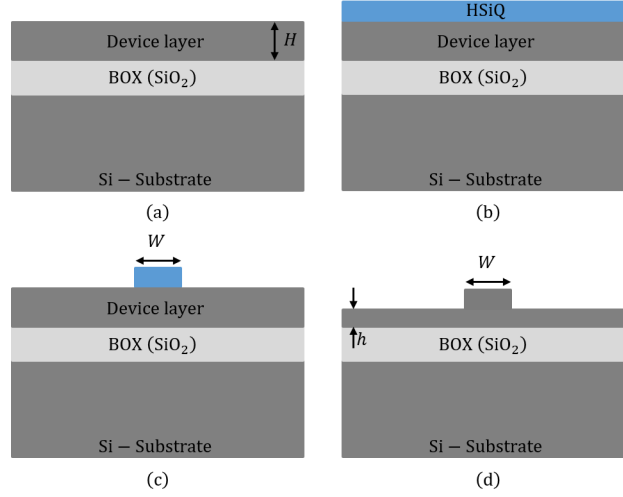 Device layer
H
BOX (SiO₂)
Si − Substrate
(a)
HSiQ
Device layer
BOX (SiO₂)
Si − Substrate
(b)
W
Device layer
BOX (SiO₂)
Si − Substrate
(c)
W
h
BOX (SiO₂)
Si − Substrate
(d)